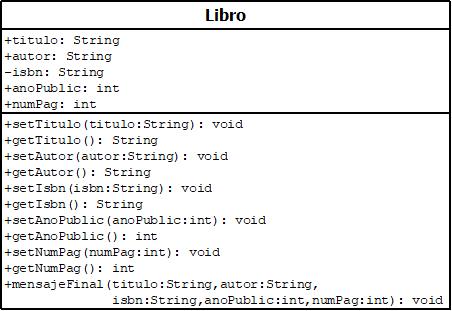 Libro
+titulo: String
+autor: String
-isbn: String
+anoPublic: int
+numPag: int
+setTitulo(titulo:String): void
+getTitulo(): String
+setAutor(autor:String): void
+getAutor(): String
+setIsbn(isbn:String): void
+getIsbn(): String
+setAnoPublic(anoPublic:int): void
+getAnoPublic(): int
+setNumPag(numPag:int): void
+getNumPag(): int
+mensajeFinal(titulo:String,autor:String,
isbn:String,anoPublic:int,numPag:int): void